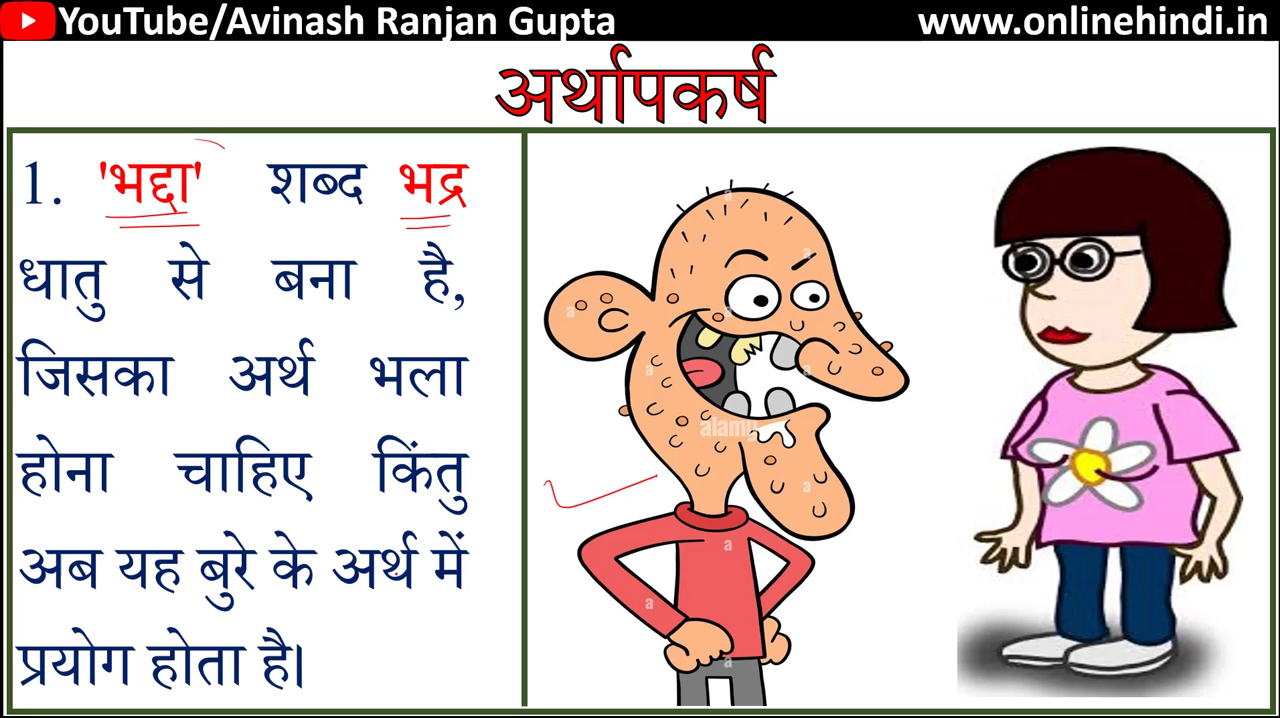 YouTube/Avinash Ranjan Gupta
www.onlinehindi.in
अर्थापकर्ष
1. 'भद्दा' शब्द भद्र
धातु से बना है,
जिसका अर्थ भला
होना चाहिए किंतु
अब यह बुरे के अर्थ में
प्रयोग होता है।
alamy
a
a
a
a
a
a
a
a
a
a